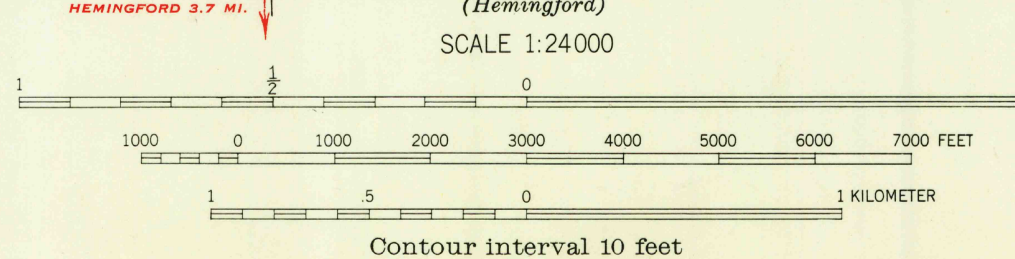 HEMINGFORD 3.7 MI.
(Hemingford)
SCALE 1:24000
1 1/2 0
1000 0 1000 2000 3000 4000 5000 6000 7000 FEET
1 .5 0 1 KILOMETER
Contour interval 10 feet